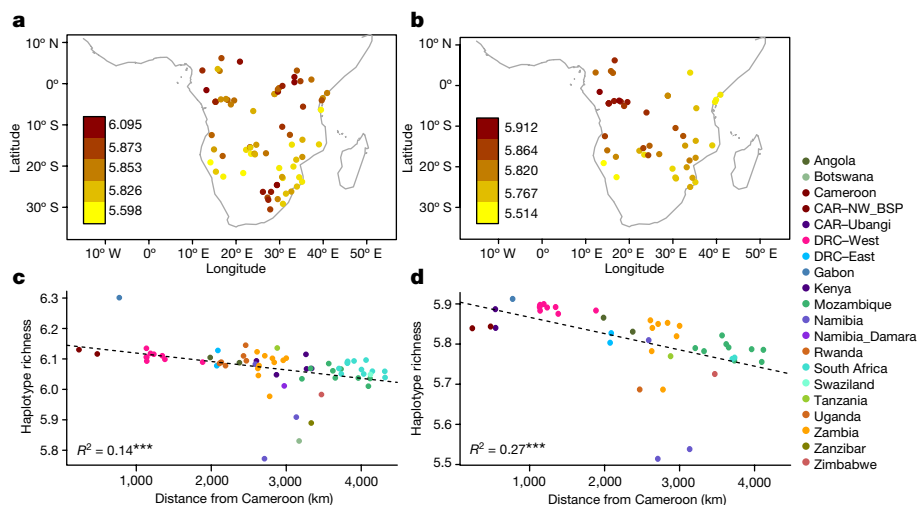 a
10° N
0°
10° S
20° S
30° S
Latitude
6.095
5.873
5.853
5.826
5.598
10° W
0°
10° E
20° E
30° E
40° E
50° E
Longitude
b
10° N
0°
10° S
20° S
30° S
Latitude
5.912
5.864
5.820
5.767
5.514
10° W
0°
10° E
20° E
30° E
40° E
50° E
Longitude
c
6.3
6.2
6.1
6.0
5.9
5.8
Haplotype richness
R² = 0.14***
1,000
2,000
3,000
4,000
Distance from Cameroon (km)
d
5.9
5.8
5.7
5.6
5.5
Haplotype richness
R² = 0.27***
1,000
2,000
3,000
4,000
Distance from Cameroon (km)
Angola
Botswana
Cameroon
CAR–NW_BSP
CAR–Ubangi
DRC–West
DRC–East
Gabon
Kenya
Mozambique
Namibia
Namibia_Damara
Rwanda
South Africa
Swaziland
Tanzania
Uganda
Zambia
Zanzibar
Zimbabwe